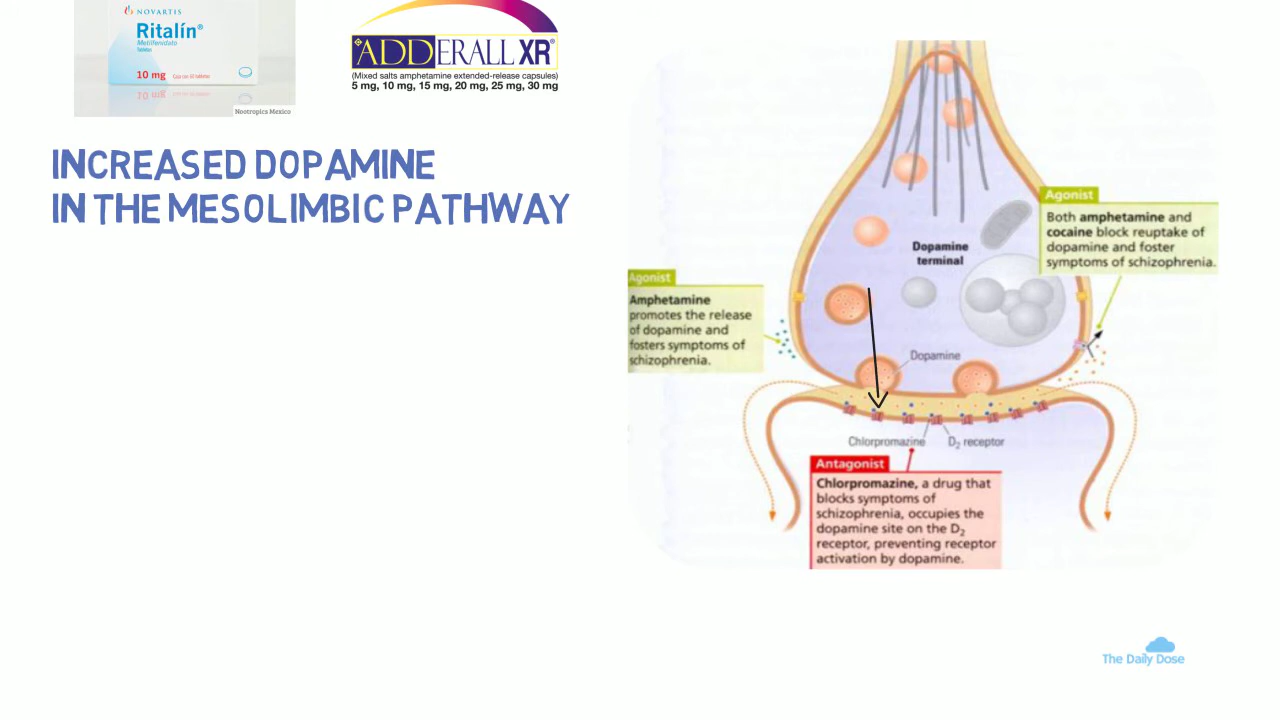 NOVARTIS
Ritalín®
Metilfenidato
Tabletas
10 mg
Nootropics Mexico
ADDERALL XR®
(Mixed salts amphetamine extended-release capsules)
5 mg, 10 mg, 15 mg, 20 mg, 25 mg, 30 mg
INCREASED DOPAMINE
IN THE MESOLIMBIC PATHWAY
Agonist
Amphetamine
promotes the release
of dopamine and
fosters symptoms of
schizophrenia.
Dopamine
terminal
Agonist
Both amphetamine and
cocaine block reuptake of
dopamine and foster
symptoms of schizophrenia.
Dopamine
Chlorpromazine
D2 receptor
Antagonist
Chlorpromazine, a drug that
blocks symptoms of
schizophrenia, occupies the
dopamine site on the D2
receptor, preventing receptor
activation by dopamine.
The Daily Dose